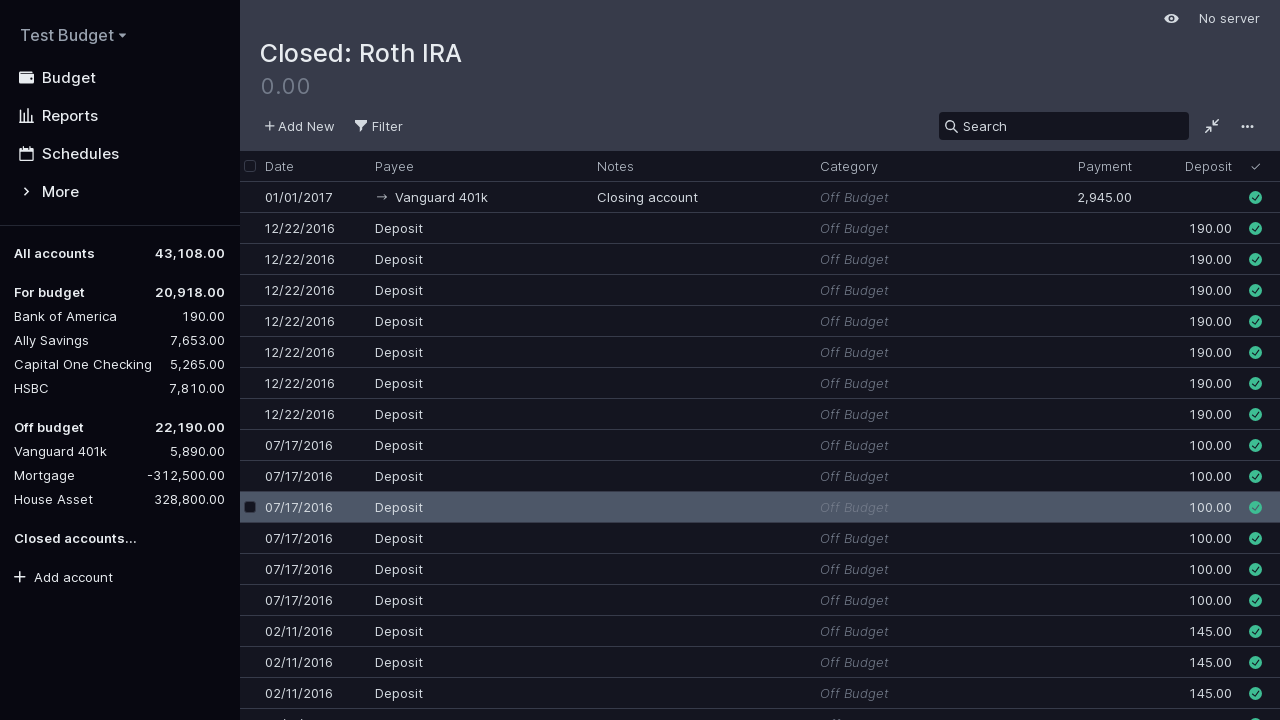 Test Budget
Budget
Reports
Schedules
More
All accounts 43,108.00
For budget 20,918.00
Bank of America 190.00
Ally Savings 7,653.00
Capital One Checking 5,265.00
HSBC 7,810.00
Off budget 22,190.00
Vanguard 401k 5,890.00
Mortgage -312,500.00
House Asset 328,800.00
Closed accounts...
Add account
No server
Closed: Roth IRA
0.00
Add New Filter Search
Date Payee Notes Category Payment Deposit
01/01/2017 → Vanguard 401k Closing account Off Budget 2,945.00
12/22/2016 Deposit Off Budget 190.00
12/22/2016 Deposit Off Budget 190.00
12/22/2016 Deposit Off Budget 190.00
12/22/2016 Deposit Off Budget 190.00
12/22/2016 Deposit Off Budget 190.00
12/22/2016 Deposit Off Budget 190.00
12/22/2016 Deposit Off Budget 190.00
07/17/2016 Deposit Off Budget 100.00
07/17/2016 Deposit Off Budget 100.00
07/17/2016 Deposit Off Budget 100.00
07/17/2016 Deposit Off Budget 100.00
07/17/2016 Deposit Off Budget 100.00
07/17/2016 Deposit Off Budget 100.00
02/11/2016 Deposit Off Budget 145.00
02/11/2016 Deposit Off Budget 145.00
02/11/2016 Deposit Off Budget 145.00